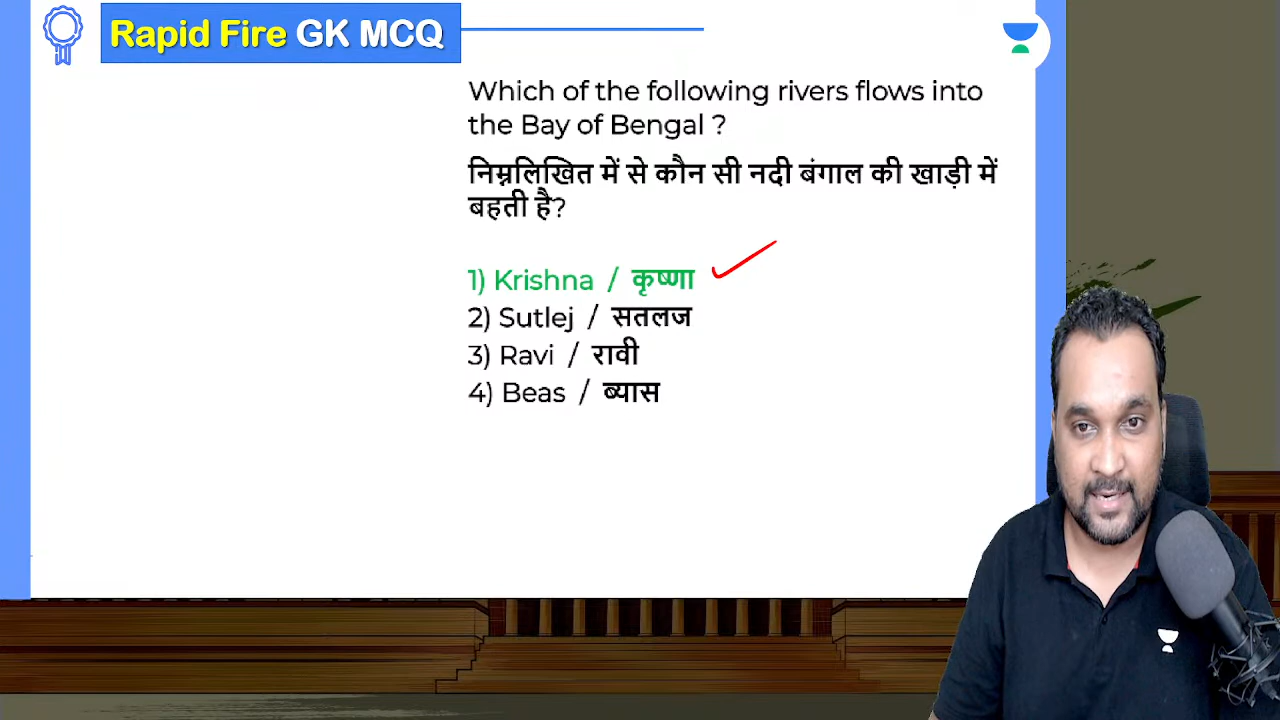 Rapid Fire GK MCQ
Which of the following rivers flows into
the Bay of Bengal ?
निम्नलिखित में से कौन सी नदी बंगाल की खाड़ी में
बहती है?
1) Krishna / कृष्णा
2) Sutlej / सतलज
3) Ravi / रावी
4) Beas / ब्यास